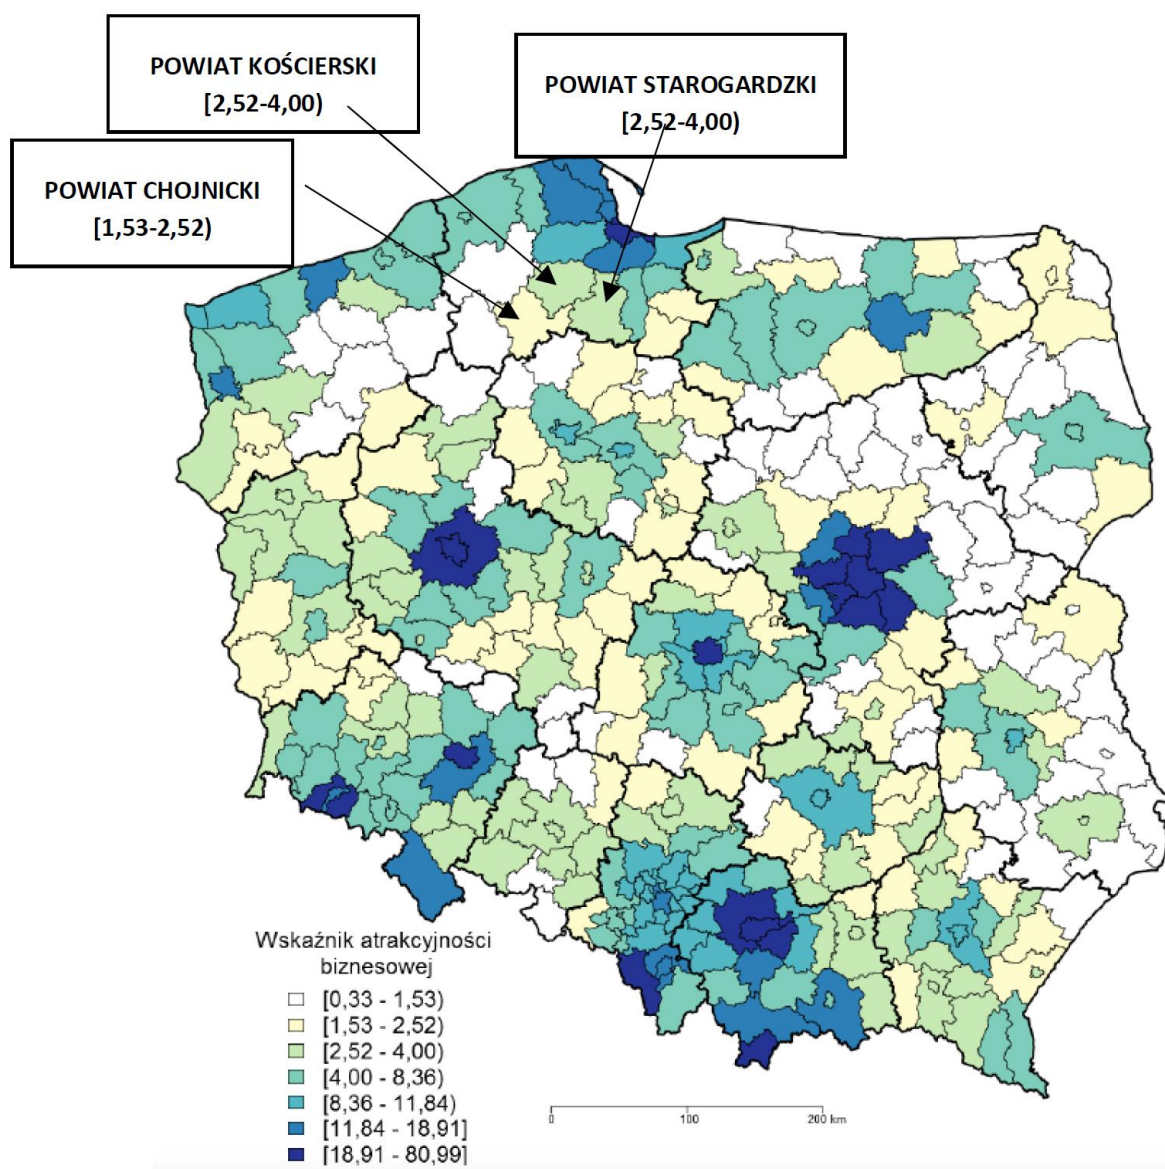 POWIAT KOŚCIERSKI
[2,52-4,00)
POWIAT STAROGARDZKI
[2,52-4,00)
POWIAT CHOJNICKI
[1,53-2,52)
Wskaźnik atrakcyjności
biznesowej
[0,33 - 1,53)
[1,53 - 2,52)
[2,52 - 4,00)
[4,00 - 8,36)
[8,36 - 11,84)
[11,84 - 18,91]
[18,91 - 80,99]
0 100 200 km